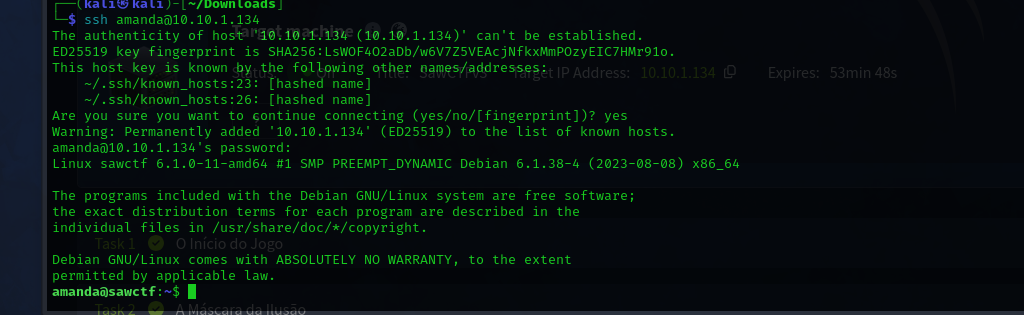 ┌──(kali㉿kali)-[~/Downloads]
└─$ ssh amanda@10.10.1.134
The authenticity of host '10.10.1.134 (10.10.1.134)' can't be established.
ED25519 key fingerprint is SHA256:LsWOF4O2aDb/w6V7Z5VEAcjNfkxMmPOzyEIC7HMr91o.
This host key is known by the following other names/addresses:
    ~/.ssh/known_hosts:23: [hashed name]
    ~/.ssh/known_hosts:26: [hashed name]
Are you sure you want to continue connecting (yes/no/[fingerprint])? yes
Warning: Permanently added '10.10.1.134' (ED25519) to the list of known hosts.
amanda@10.10.1.134's password:
Linux sawctf 6.1.0-11-amd64 #1 SMP PREEMPT_DYNAMIC Debian 6.1.38-4 (2023-08-08) x86_64
The programs included with the Debian GNU/Linux system are free software;
the exact distribution terms for each program are described in the
individual files in /usr/share/doc/*/copyright.
Debian GNU/Linux comes with ABSOLUTELY NO WARRANTY, to the extent
permitted by applicable law.
amanda@sawctf:~$
Target machine
Title: SawCTFv3 Target IP Address: 10.10.1.134 Expires: 53min 48s
Task 1 O Início do Jogo
Task 2 A Máscara da Ilusão